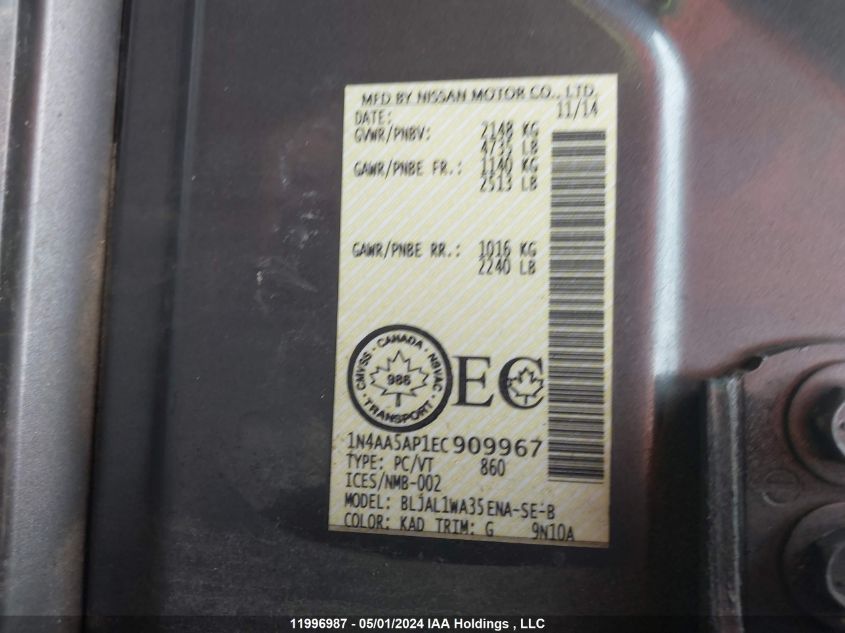 MFD BY NISSAN MOTOR CO., LTD.
DATE: 11/14
GVWR/PNBV: 2148 KG
4735 LB
GAWR/PNBE FR.: 1140 KG
2513 LB
GAWR/PNBE RR.: 1016 KG
2240 LB
CMVSS · CANADA · NSVAC
986
· TRANSPORT ·
EC
1N4AA5AP1EC909967
TYPE: PC/VT 860
ICES/NMB-002
MODEL: BLJAL1WA35ENA-SE-B
COLOR: KAD TRIM: G 9N10A
11996987 - 05/01/2024 IAA Holdings , LLC